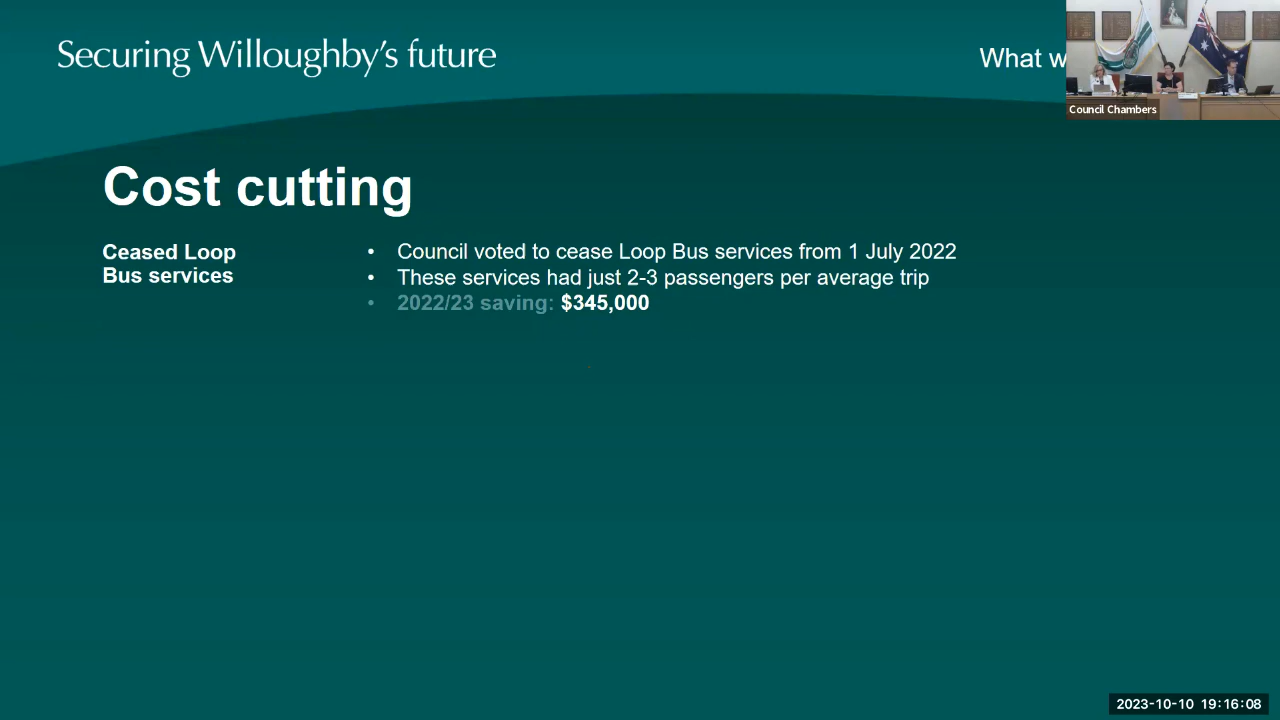 Securing Willoughby's future
What w
Council Chambers
Cost cutting
Ceased Loop
Bus services
• Council voted to cease Loop Bus services from 1 July 2022
• These services had just 2-3 passengers per average trip
• 2022/23 saving: $345,000
2023-10-10 19:16:08